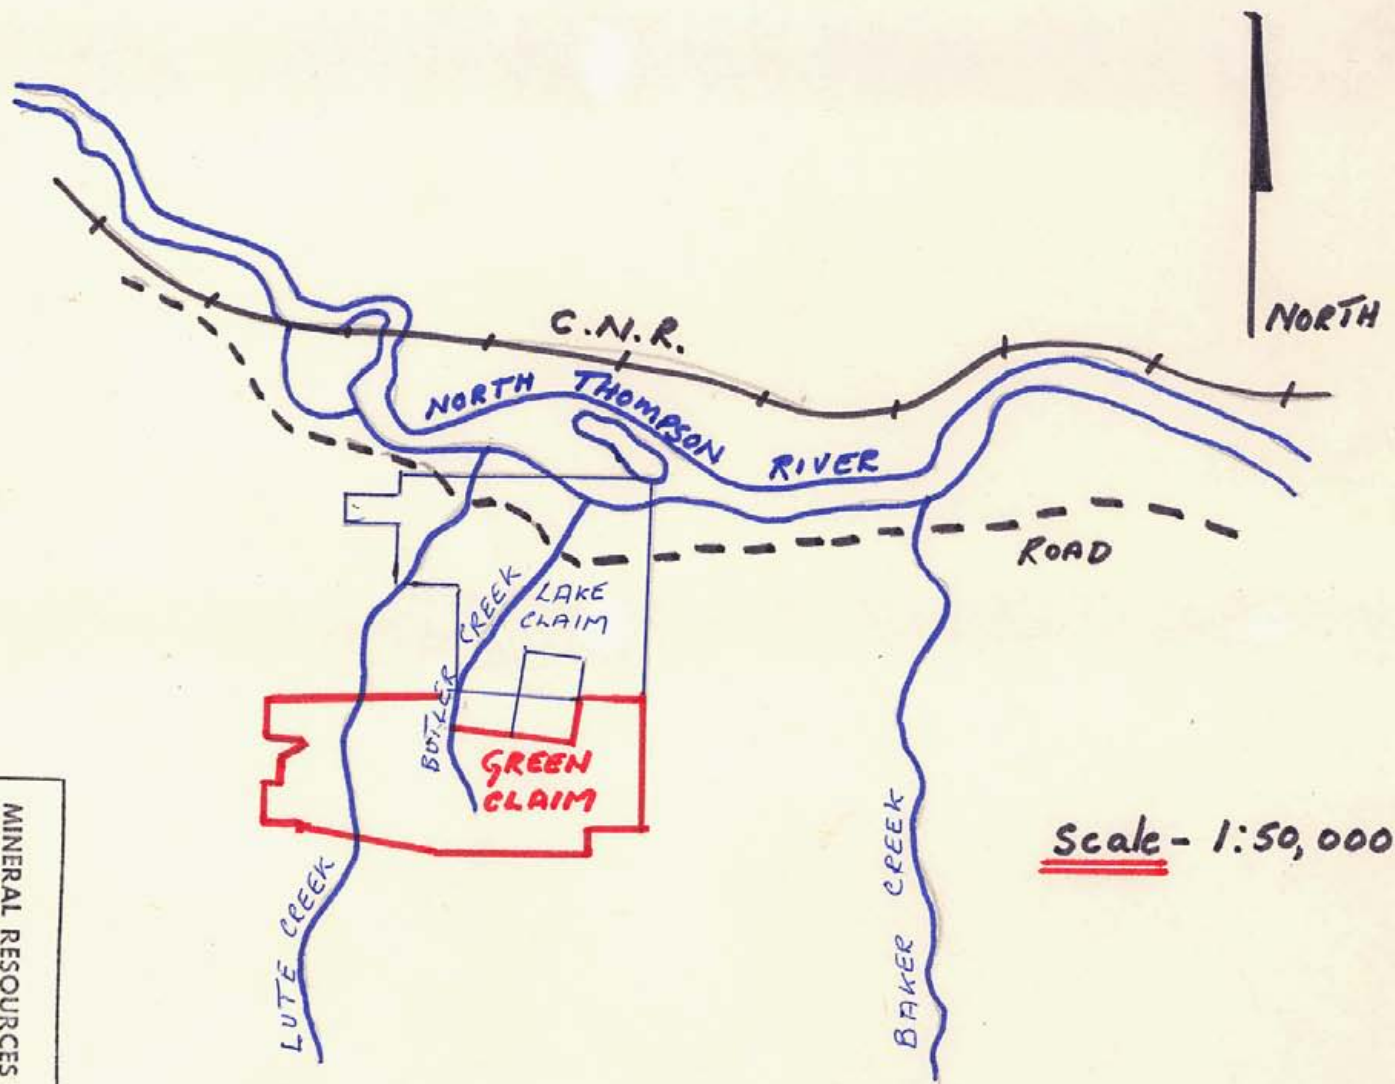 NORTH
C.N.R.
NORTH THOMPSON RIVER
ROAD
LAKE
CLAIM
BOILER CREEK
GREEN
CLAIM
Scale - 1:50,000
LUTE CREEK
BAKER CREEK
MINERAL RESOURCES